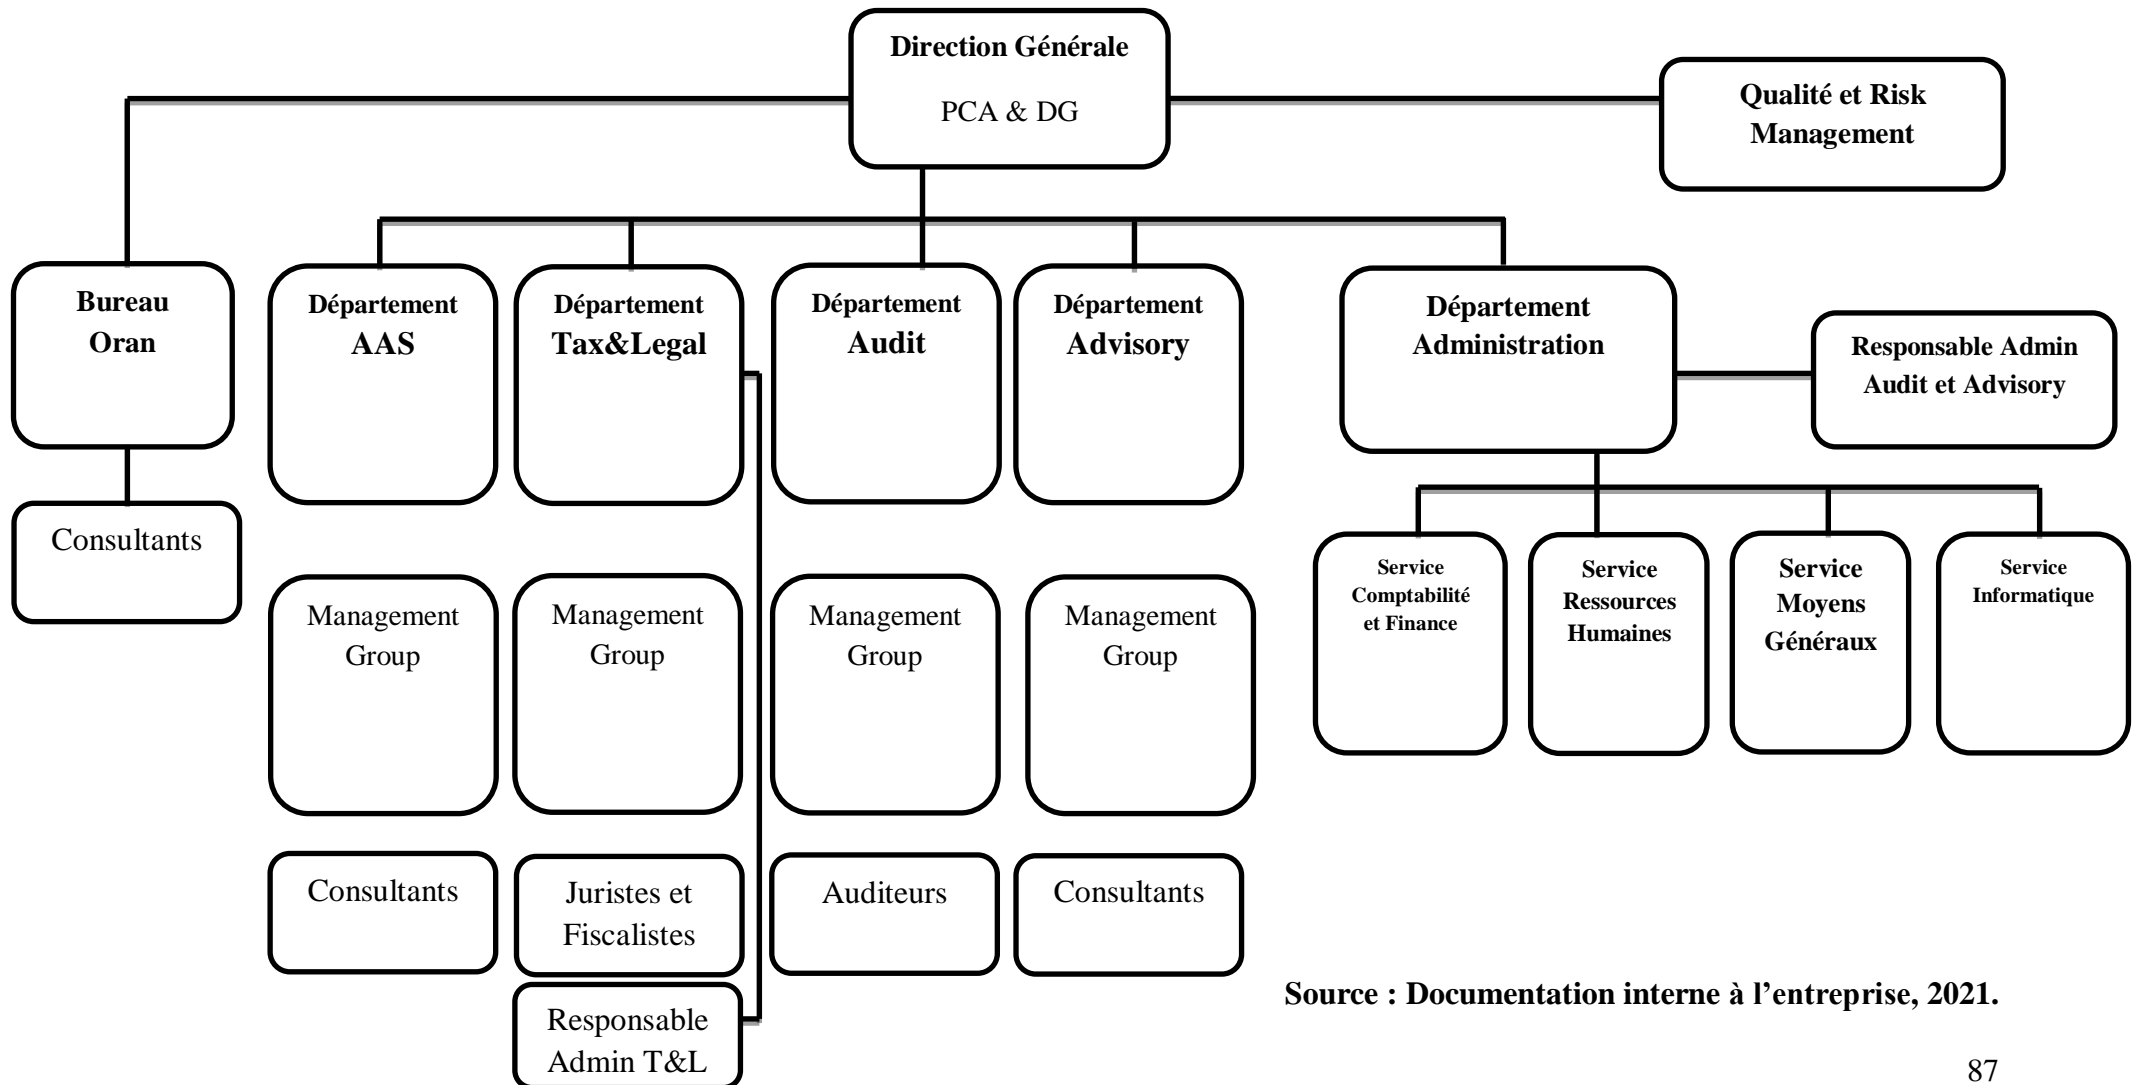 Direction Générale
PCA & DG
Qualité et Risk
Management
Bureau
Oran
Département
AAS
Département
Tax&Legal
Département
Audit
Département
Advisory
Département
Administration
Responsable Admin
Audit et Advisory
Consultants
Management
Group
Management
Group
Management
Group
Management
Group
Service
Comptabilité
et Finance
Service
Ressources
Humaines
Service
Moyens
Généraux
Service
Informatique
Consultants
Juristes et
Fiscalistes
Auditeurs
Consultants
Responsable
Admin T&L
Source : Documentation interne à l’entreprise, 2021.
87